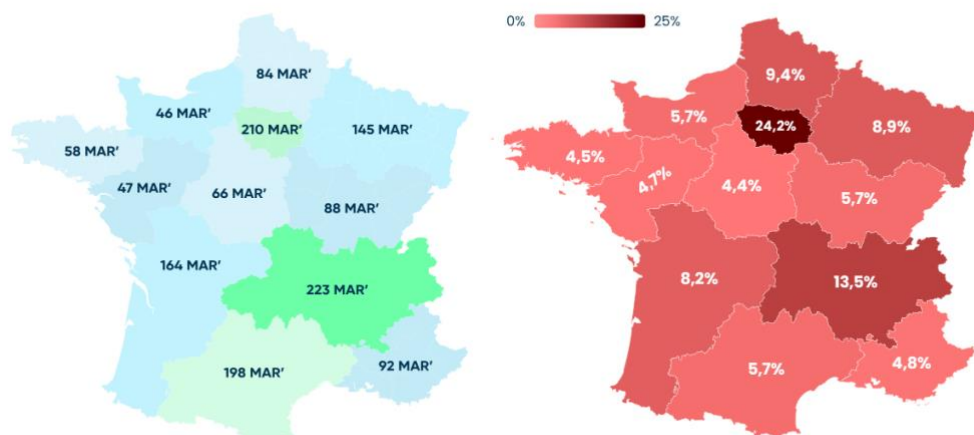 84 MAR’
46 MAR’
210 MAR’
145 MAR’
58 MAR’
47 MAR’
66 MAR’
88 MAR’
164 MAR’
223 MAR’
92 MAR’
198 MAR’
0%
25%
9,4%
5,7%
24,2%
8,9%
4,5%
4,7%
4,4%
5,7%
8,2%
13,5%
4,8%
5,7%